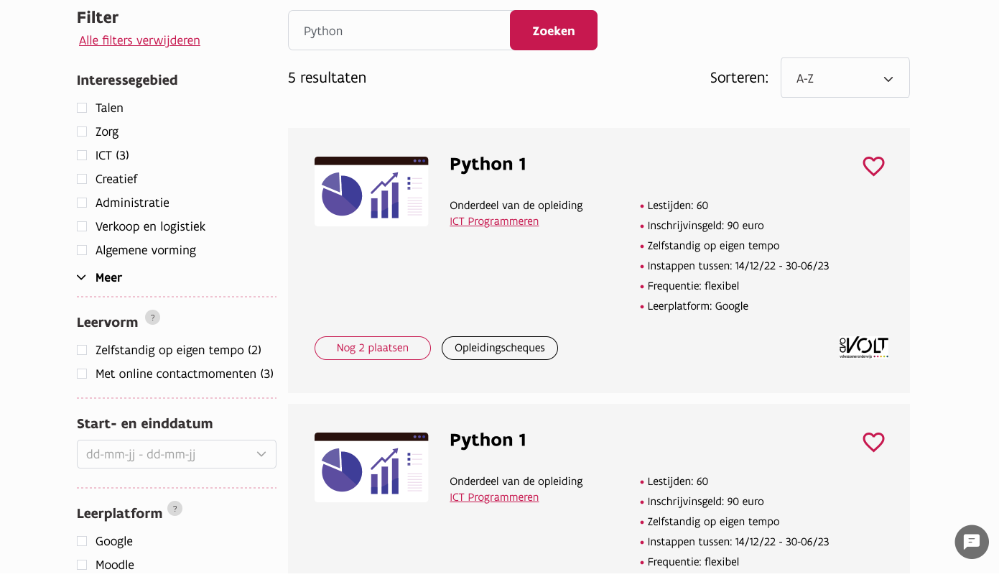 Filter
Alle filters verwijderen
Interessegebied
Talen
Zorg
ICT (3)
Creatief
Administratie
Verkoop en logistiek
Algemene vorming
Meer
Leervorm ?
Zelfstandig op eigen tempo (2)
Met online contactmomenten (3)
Start- en einddatum
dd-mm-jj - dd-mm-jj
Leerplatform ?
Google
Moodle
Python
Zoeken
5 resultaten
Sorteren: A-Z
Python 1
Onderdeel van de opleiding
ICT Programmeren
• Lestijden: 60
• Inschrijvinsgeld: 90 euro
• Zelfstandig op eigen tempo
• Instappen tussen: 14/12/22 - 30-06/23
• Frequentie: flexibel
• Leerplatform: Google
Nog 2 plaatsen
Opleidingscheques
cvo VOLT
volwassenenonderwijs
Python 1
Onderdeel van de opleiding
ICT Programmeren
• Lestijden: 60
• Inschrijvinsgeld: 90 euro
• Zelfstandig op eigen tempo
• Instappen tussen: 14/12/22 - 30-06/23
• Frequentie: flexibel